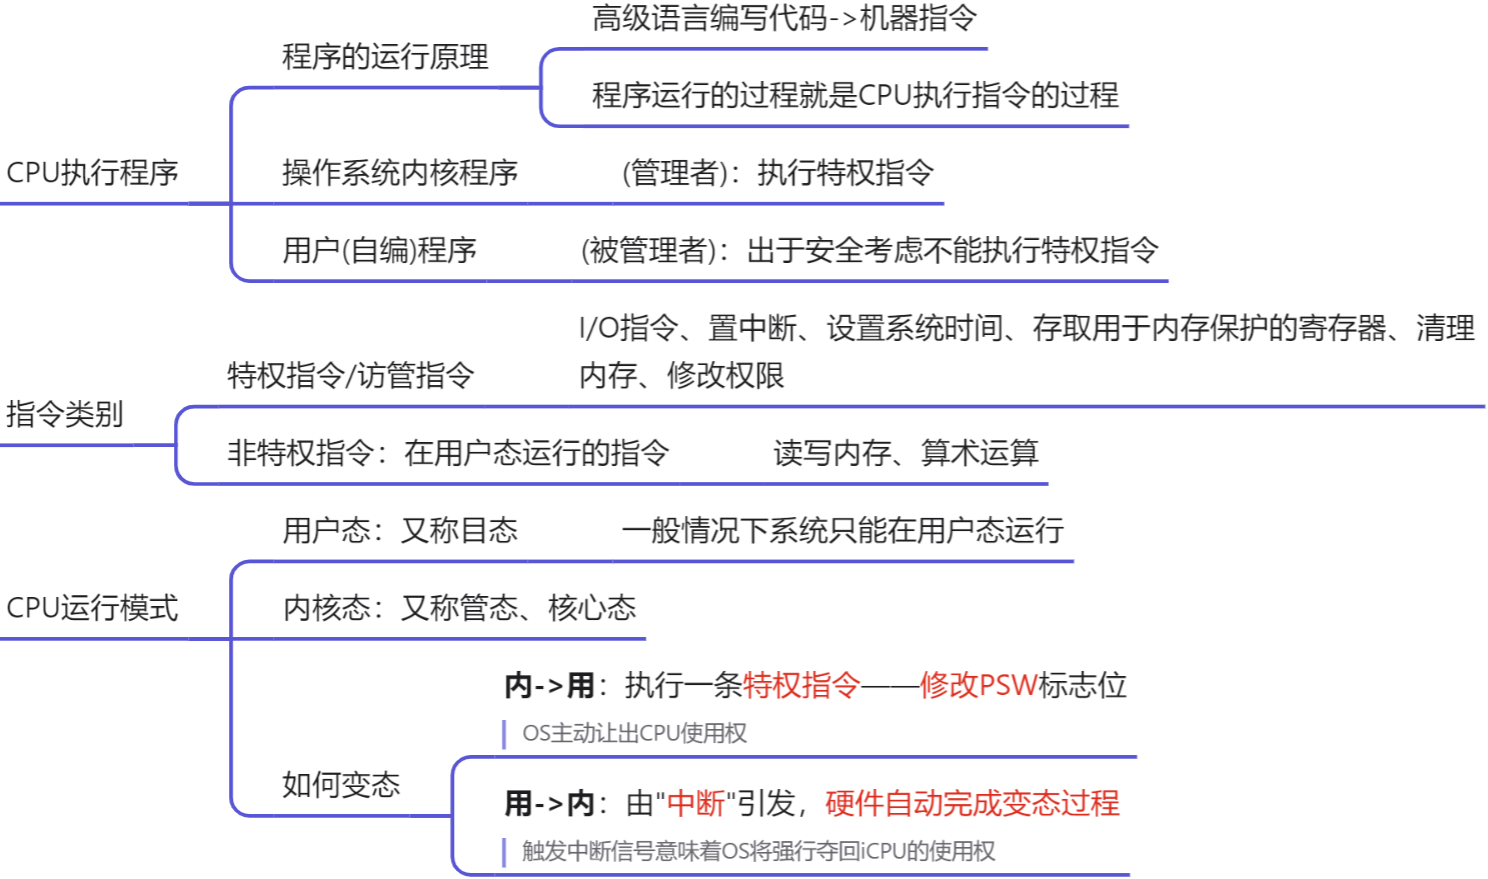 高级语言编写代码->机器指令
程序的运行原理
程序运行的过程就是CPU执行指令的过程
CPU执行程序
操作系统内核程序
(管理者)：执行特权指令
用户(自编)程序
(被管理者)：出于安全考虑不能执行特权指令
I/O指令、置中断、设置系统时间、存取用于内存保护的寄存器、清理
内存、修改权限
特权指令/访管指令
指令类别
非特权指令：在用户态运行的指令
读写内存、算术运算
用户态：又称目态
一般情况下系统只能在用户态运行
CPU运行模式
内核态：又称管态、核心态
内->用：执行一条特权指令——修改PSW标志位
OS主动让出CPU使用权
如何变态
用->内：由"中断"引发，硬件自动完成变态过程
触发中断信号意味着OS将强行夺回iCPU的使用权